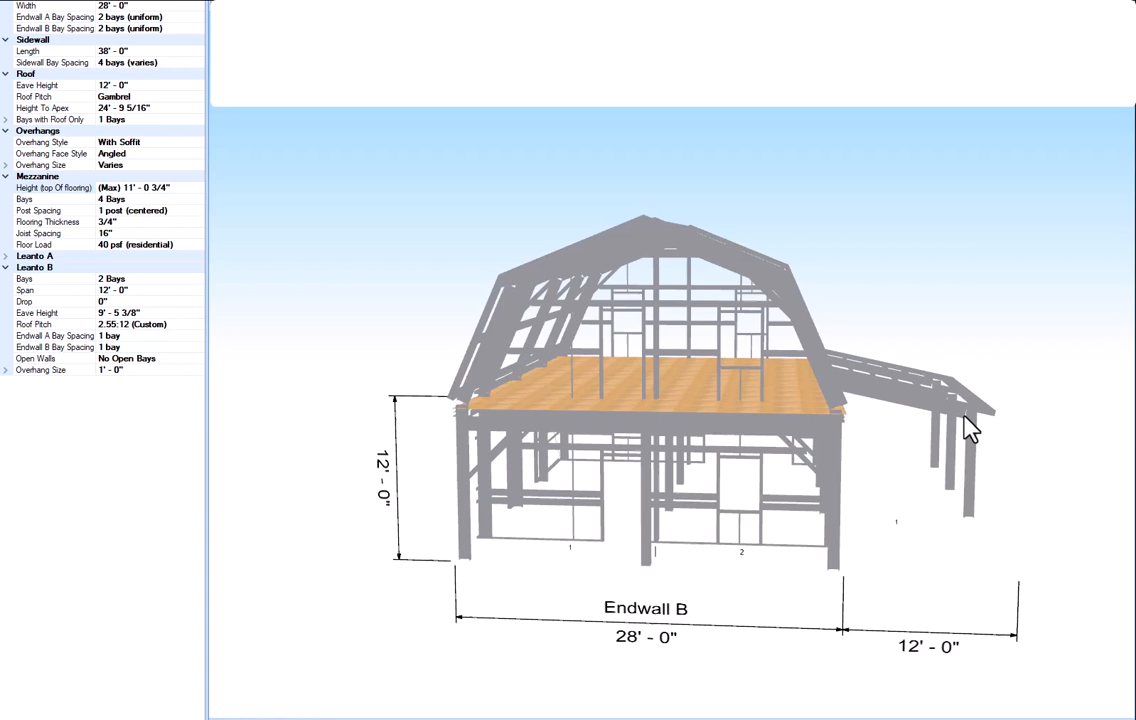 Width 28' - 0"
Endwall A Bay Spacing 2 bays (uniform)
Endwall B Bay Spacing 2 bays (uniform)
Sidewall
Length 38' - 0"
Sidewall Bay Spacing 4 bays (varies)
Roof
Eave Height 12' - 0"
Roof Pitch Gambrel
Height To Apex 24' - 9 5/16"
Bays with Roof Only 1 Bays
Overhangs
Overhang Style With Soffit
Overhang Face Style Angled
Overhang Size Varies
Mezzanine
Height (top Of flooring) (Max) 11' - 0 3/4"
Bays 4 Bays
Post Spacing 1 post (centered)
Flooring Thickness 3/4"
Joist Spacing 16"
Floor Load 40 psf (residential)
Leanto A
Leanto B
Bays 2 Bays
Span 12' - 0"
Drop 0"
Eave Height 9' - 5 3/8"
Roof Pitch 2.55:12 (Custom)
Endwall A Bay Spacing 1 bay
Endwall B Bay Spacing 1 bay
Open Walls No Open Bays
Overhang Size 1' - 0"
12' - 0"
1
1
2
Endwall B
28' - 0"
12' - 0"